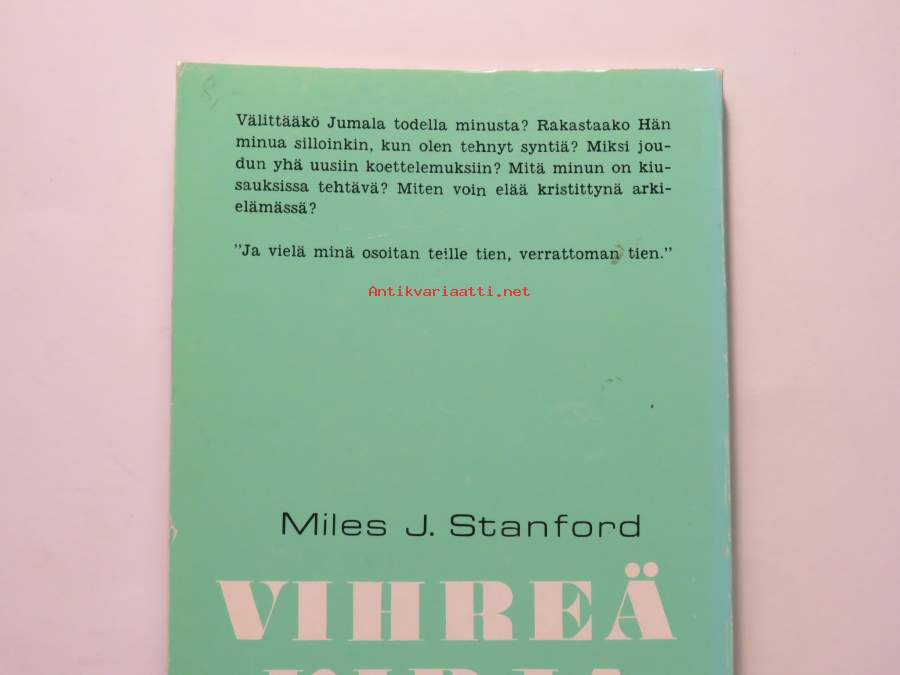 8,
Välittääkö Jumala todella minusta? Rakastaako Hän
minua silloinkin, kun olen tehnyt syntiä? Miksi jou-
dun yhä uusiin koettelemuksiin? Mitä minun on kiu-
sauksissa tehtävä? Miten voin elää kristittynä arki-
elämässä?
"Ja vielä minä osoitan teille tien, verrattoman tien."
Antikvariaatti.net
Miles J. Stanford
VIHREÄ
KIRJA